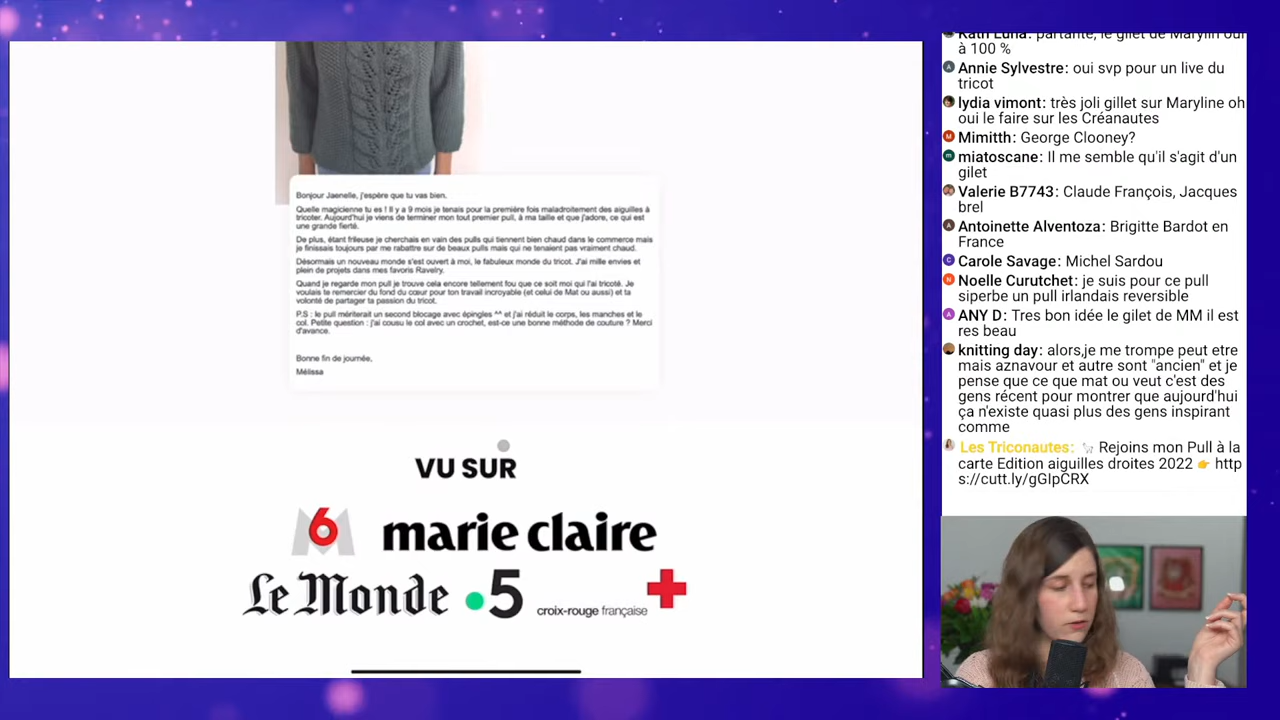 Bonjour Jaenelle, j'espère que tu vas bien.
Quelle magicienne tu es ! Il y a 9 mois je tenais pour la première fois maladroitement des aiguilles à
tricoter. Aujourd'hui je viens de terminer mon tout premier pull, à ma taille et que j'adore, ce qui est
une grande fierté.
De plus, étant frileuse je cherchais en vain des pulls qui tiennent bien chaud dans le commerce mais
je finissais toujours par me rabattre sur de beaux pulls mais qui ne tenaient pas vraiment chaud.
Désormais un nouveau monde s'est ouvert à moi, le fabuleux monde du tricot. J'ai mille envies et
plein de projets dans mes favoris Ravelry.
Quand je regarde mon pull je trouve cela encore tellement fou que ce soit moi qui l'ai tricoté. Je
voulais te remercier du fond du cœur pour ton travail incroyable (et celui de Mat ou aussi) et ta
volonté de partager ta passion du tricot.
P.S : le pull mériterait un second blocage avec épingles ^^ et j'ai réduit le corps, les manches et le
col. Petite question : j'ai cousu le col avec un crochet, est-ce une bonne méthode de couture ? Merci
d'avance.
Bonne fin de journée,
Mélissa
VU SUR
M6
marie claire
Le Monde
5
croix-rouge française
Kath Luna: partante, le gilet de Marylin oui
à 100 %
Annie Sylvestre: oui svp pour un live du
tricot
lydia vimont: très joli gillet sur Maryline oh
oui le faire sur les Créanautes
Mimitth: George Clooney?
miatoscane: Il me semble qu'il s'agit d'un
gilet
Valerie B7743: Claude François, Jacques
brel
Antoinette Alventoza: Brigitte Bardot en
France
Carole Savage: Michel Sardou
Noelle Curutchet: je suis pour ce pull
siperbe un pull irlandais reversible
ANY D: Tres bon idée le gilet de MM il est
res beau
knitting day: alors,je me trompe peut etre
mais aznavour et autre sont "ancien" et je
pense que ce que mat ou veut c'est des
gens récent pour montrer que aujourd'hui
ça n'existe quasi plus des gens inspirant
comme
Les Triconautes: 🐑 Rejoins mon Pull à la
carte Edition aiguilles droites 2022 👉 http
s://cutt.ly/gGIpCRX